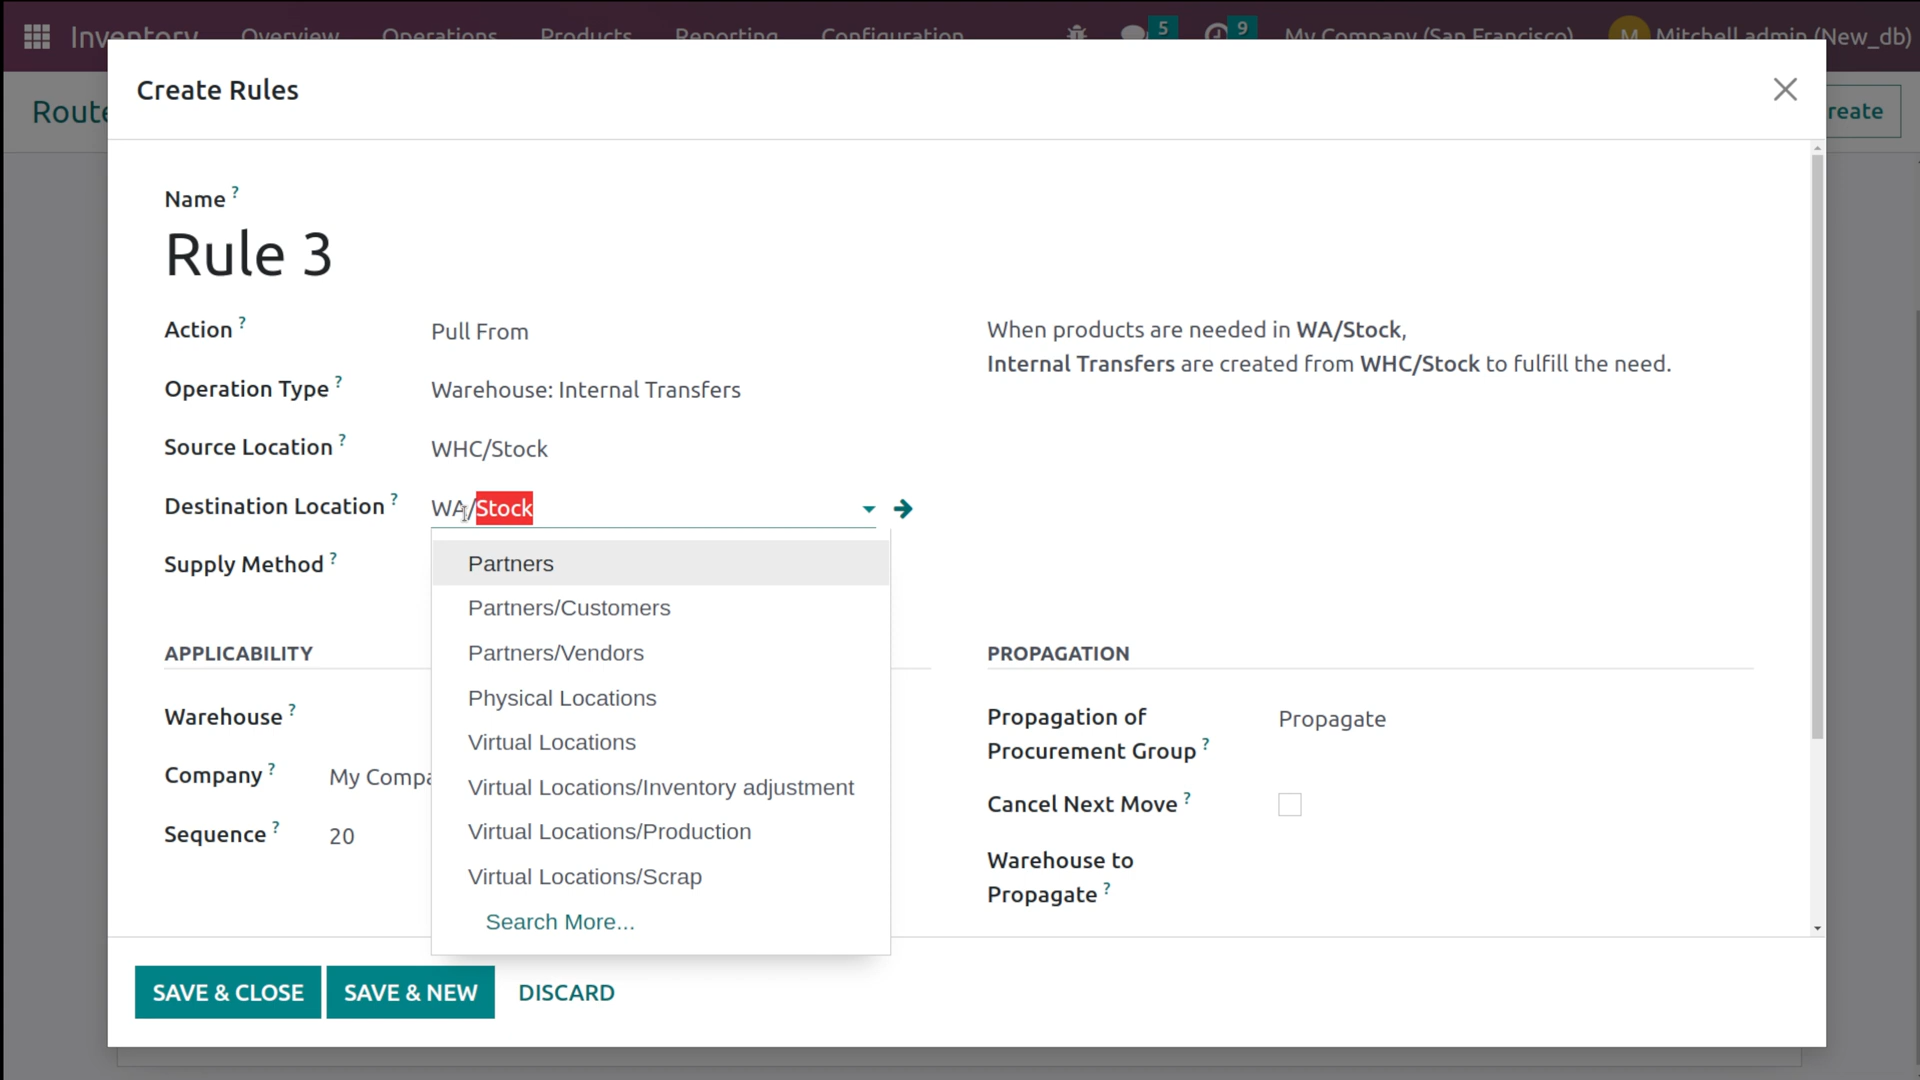 Inventory Overview Operations Products Reporting Configuration 5 9 My Company (San Francisco) M Mitchell admin (New_db)
Create Rules
Route
reate
Name ?
Rule 3
Action ? Pull From
When products are needed in WA/Stock,
Internal Transfers are created from WHC/Stock to fulfill the need.
Operation Type ? Warehouse: Internal Transfers
Source Location ? WHC/Stock
Destination Location ? WA/Stock
Supply Method ?
Partners
Partners/Customers
Partners/Vendors
Physical Locations
Virtual Locations
Virtual Locations/Inventory adjustment
Virtual Locations/Production
Virtual Locations/Scrap
Search More...
APPLICABILITY
Warehouse ?
Company ? My Compa
Sequence ? 20
PROPAGATION
Propagation of
Procurement Group ? Propagate
Cancel Next Move ?
Warehouse to
Propagate ?
SAVE & CLOSE SAVE & NEW DISCARD